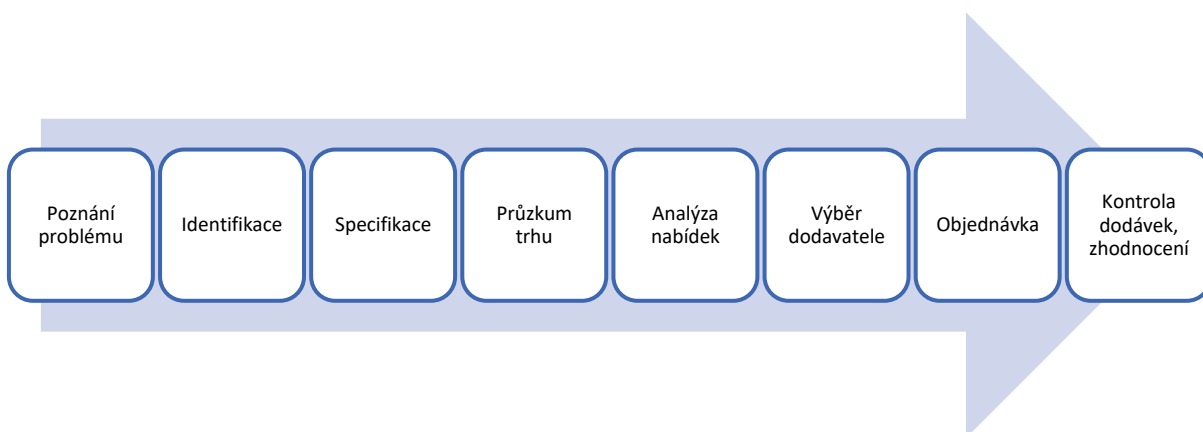 Poznání
problému
Identifikace
Specifikace
Průzkum
trhu
Analýza
nabídek
Výběr
dodavatele
Objednávka
Kontrola
dodávek,
zhodnocení